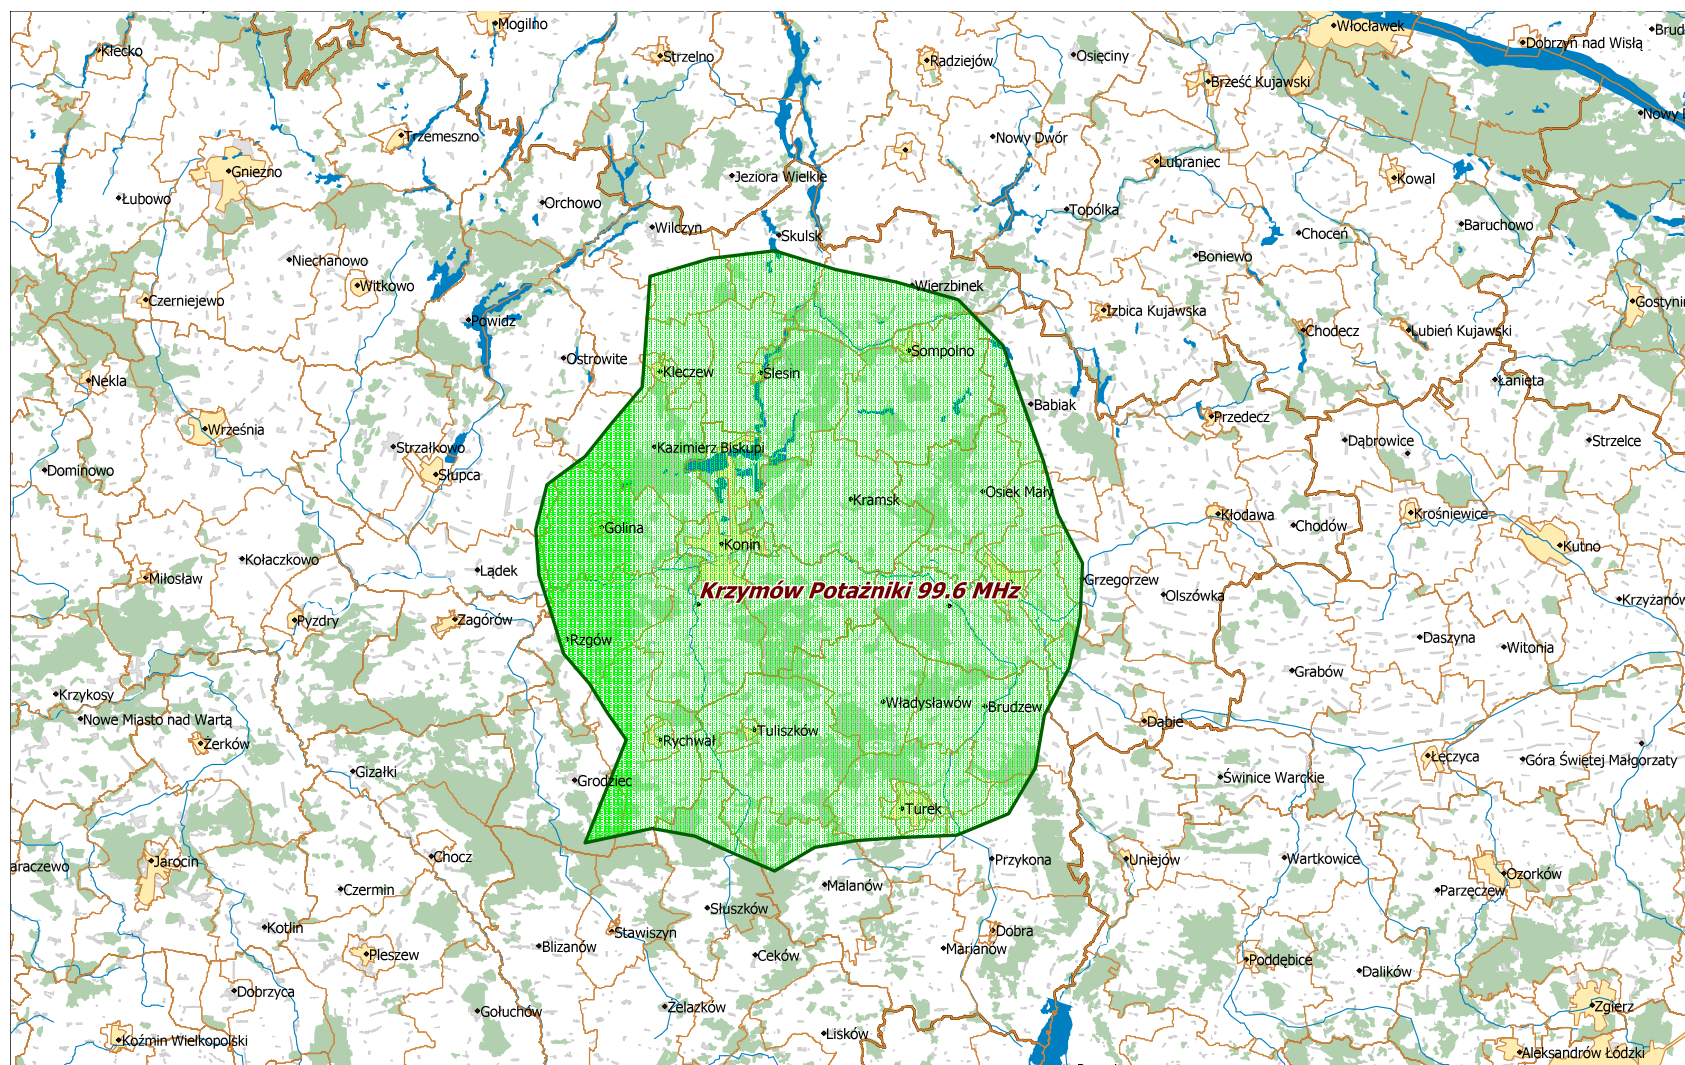 Mogilno
Włocławek
Kłecko
Strzelno
Radziejów
Osięciny
Dobrzyń nad Wisłą
Brześć Kujawski
Trzemeszno
Nowy Dwór
Gniezno
Jeziora Wielkie
Lubraniec
Kowal
Łubowo
Orchowo
Topólka
Wilczyn
Skulsk
Choceń
Baruchowo
Niechanowo
Boniewo
Czerniejewo
Witkowo
Wierzbinek
Izbica Kujawska
Powidz
Chodecz
Lubień Kujawski
Ostrowite
Sompolno
Nekla
Kleczew
Ślesin
Łanięta
Babiak
Przedecz
Września
Strzałkowo
Kazimierz Biskupi
Dąbrowice
Strzelce
Dominowo
Słupca
Kramsk
Osiek Mały
Kłodawa
Krośniewice
Golina
Chodów
Konin
Kutno
Kołaczkowo
Miłosław
Lądek
Grzegorzew
Krzymów Potażniki 99.6 MHz
Olszówka
Pyzdry
Zagórów
Rzgów
Daszyna
Witonia
Grabów
Krzykosy
Nowe Miasto nad Wartą
Władysławów
Brudzew
Dąbie
Żerków
Rychwał
Tuliszków
Łęczyca
Góra Świętej Małgorzaty
Gizałki
Grodziec
Świnice Warckie
Turek
Jarocin
Chocz
Przykona
Uniejów
Wartkowice
Ozorków
araczewo
Czermin
Malanów
Parzęczew
Słuszków
Kotlin
Stawiszyn
Dobra
Blizanów
Marianów
Pleszew
Ceków
Poddębice
Dalików
Dobrzyca
Żelazków
Zgierz
Gołuchów
Lisków
Koźmin Wielkopolski
Aleksandrów Łódzki